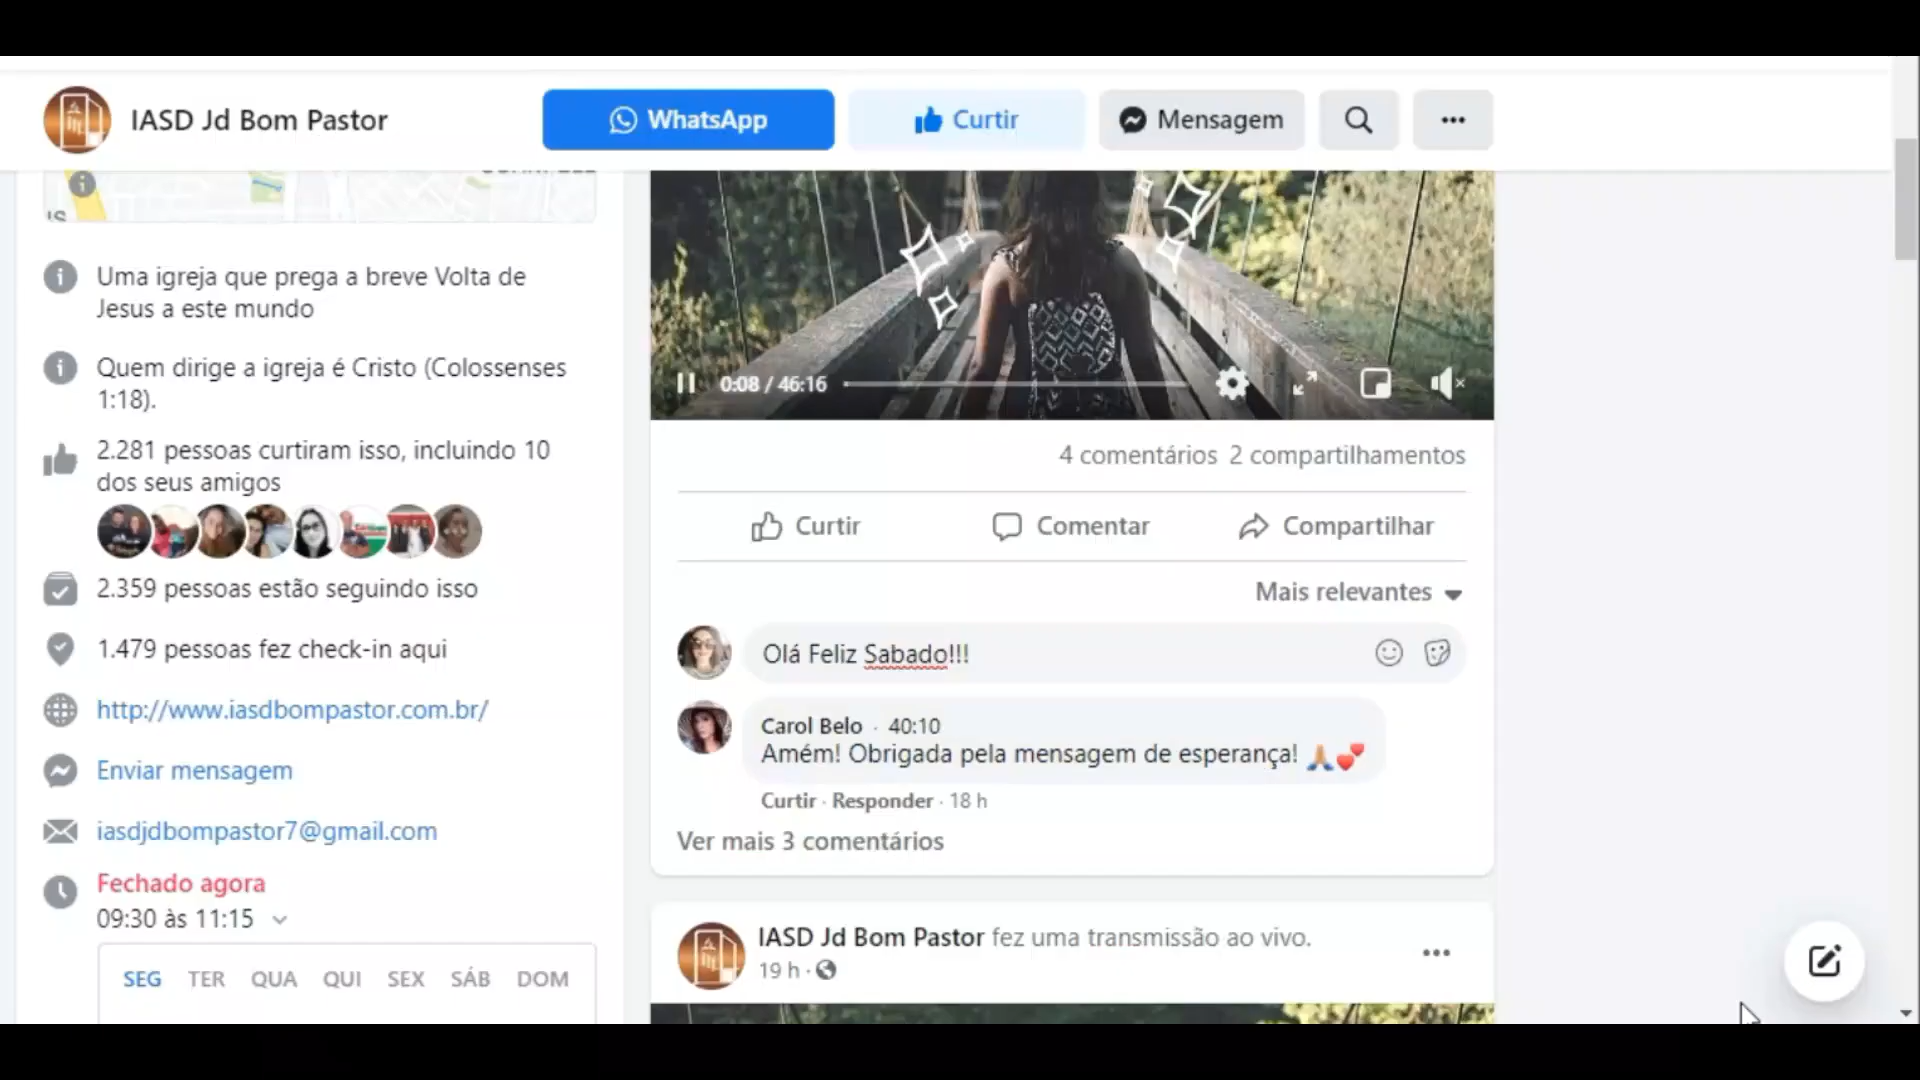 IASD Jd Bom Pastor
WhatsApp
Curtir
Mensagem
Uma igreja que prega a breve Volta de
Jesus a este mundo
Quem dirige a igreja é Cristo (Colossenses
1:18).
2.281 pessoas curtiram isso, incluindo 10
dos seus amigos
2.359 pessoas estão seguindo isso
1.479 pessoas fez check-in aqui
http://www.iasdbompastor.com.br/
Enviar mensagem
iasdjdbompastor7@gmail.com
Fechado agora
09:30 às 11:15
SEG TER QUA QUI SEX SÁB DOM
0:08 / 46:16
4 comentários 2 compartilhamentos
Curtir Comentar Compartilhar
Mais relevantes
Olá Feliz Sabado!!!
Carol Belo · 40:10
Amém! Obrigada pela mensagem de esperança! 🙏💕
Curtir · Responder · 18 h
Ver mais 3 comentários
IASD Jd Bom Pastor fez uma transmissão ao vivo.
19 h ·